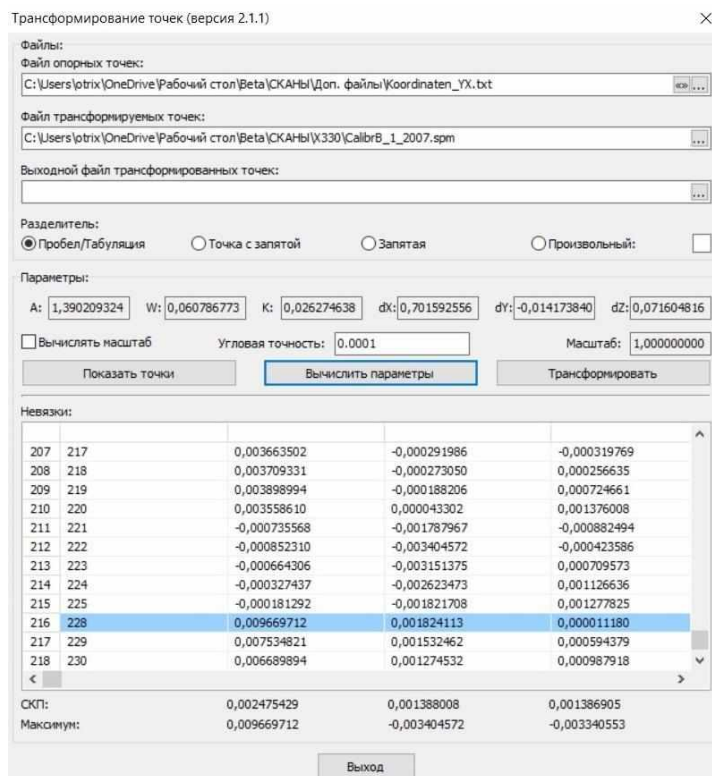 Трансформирование точек (версия 2.1.1)
Файлы:
Файл опорных точек:
C:\Users\otrix\OneDrive\Рабочий стол\Beta\СКАНЫ\Доп. файлы\Koordinaten_YX.txt
Файл трансформируемых точек:
C:\Users\otrix\OneDrive\Рабочий стол\Beta\СКАНЫ\X330\CalibrB_1_2007.spm
...
Выходной файл трансформированных точек:
...
Разделитель:
Пробел/Табуляция Точка с запятой Запятая Произвольный:
Параметры:
A: 1,390209324 W: 0,060786773 K: 0,026274638 dX: 0,701592556 dY: -0,014173840 dZ: 0,071604816
Вычислять масштаб Угловая точность: 0.0001 Масштаб: 1,000000000
Показать точки Вычислить параметры Трансформировать
Невязки:
207 217 0,003663502 -0,000291986 -0,000319769
208 218 0,003709331 -0,000273050 0,000256635
209 219 0,003898994 -0,000188206 0,000724661
210 220 0,003558610 0,000043302 0,001376008
211 221 -0,000735568 -0,001787967 -0,000882494
212 222 -0,000852310 -0,003404572 -0,000423586
213 223 -0,000664306 -0,003151375 0,000709573
214 224 -0,000327437 -0,002623473 0,001126636
215 225 -0,000181292 -0,001821708 0,001277825
216 228 0,009669712 0,001824113 0,000011180
217 229 0,007534821 0,001532462 0,000594379
218 230 0,006689894 0,001274532 0,000987918
СКП: 0,002475429 0,001388008 0,001386905
Максимум: 0,009669712 -0,003404572 -0,003340553
Выход